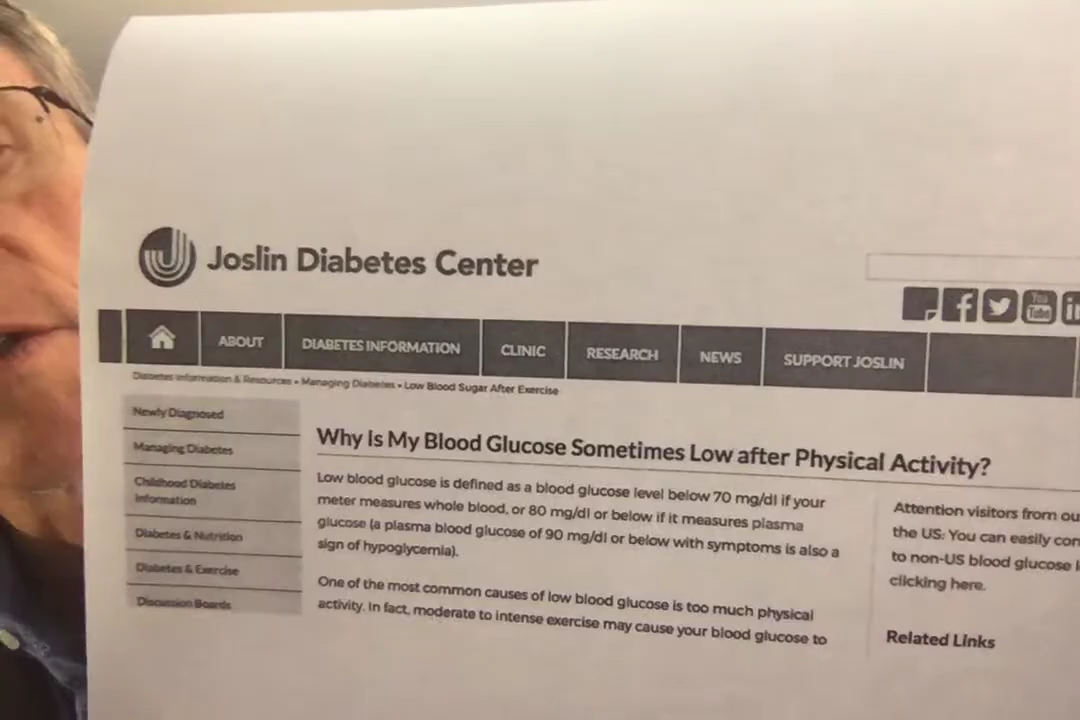 Joslin Diabetes Center
You
Tube
in
ABOUT
DIABETES INFORMATION
CLINIC
RESEARCH
NEWS
SUPPORT JOSLIN
Diabetes Information & Resources • Managing Diabetes • Low Blood Sugar After Exercise
Newly Diagnosed
Managing Diabetes
Childhood Diabetes
Information
Diabetes & Nutrition
Diabetes & Exercise
Discussion Boards
Why Is My Blood Glucose Sometimes Low after Physical Activity?
Low blood glucose is defined as a blood glucose level below 70 mg/dl if your
meter measures whole blood, or 80 mg/dl or below if it measures plasma
glucose (a plasma blood glucose of 90 mg/dl or below with symptoms is also a
sign of hypoglycemia).
One of the most common causes of low blood glucose is too much physical
activity. In fact, moderate to intense exercise may cause your blood glucose to
Attention visitors from ou
the US: You can easily con
to non-US blood glucose
clicking here.
Related Links